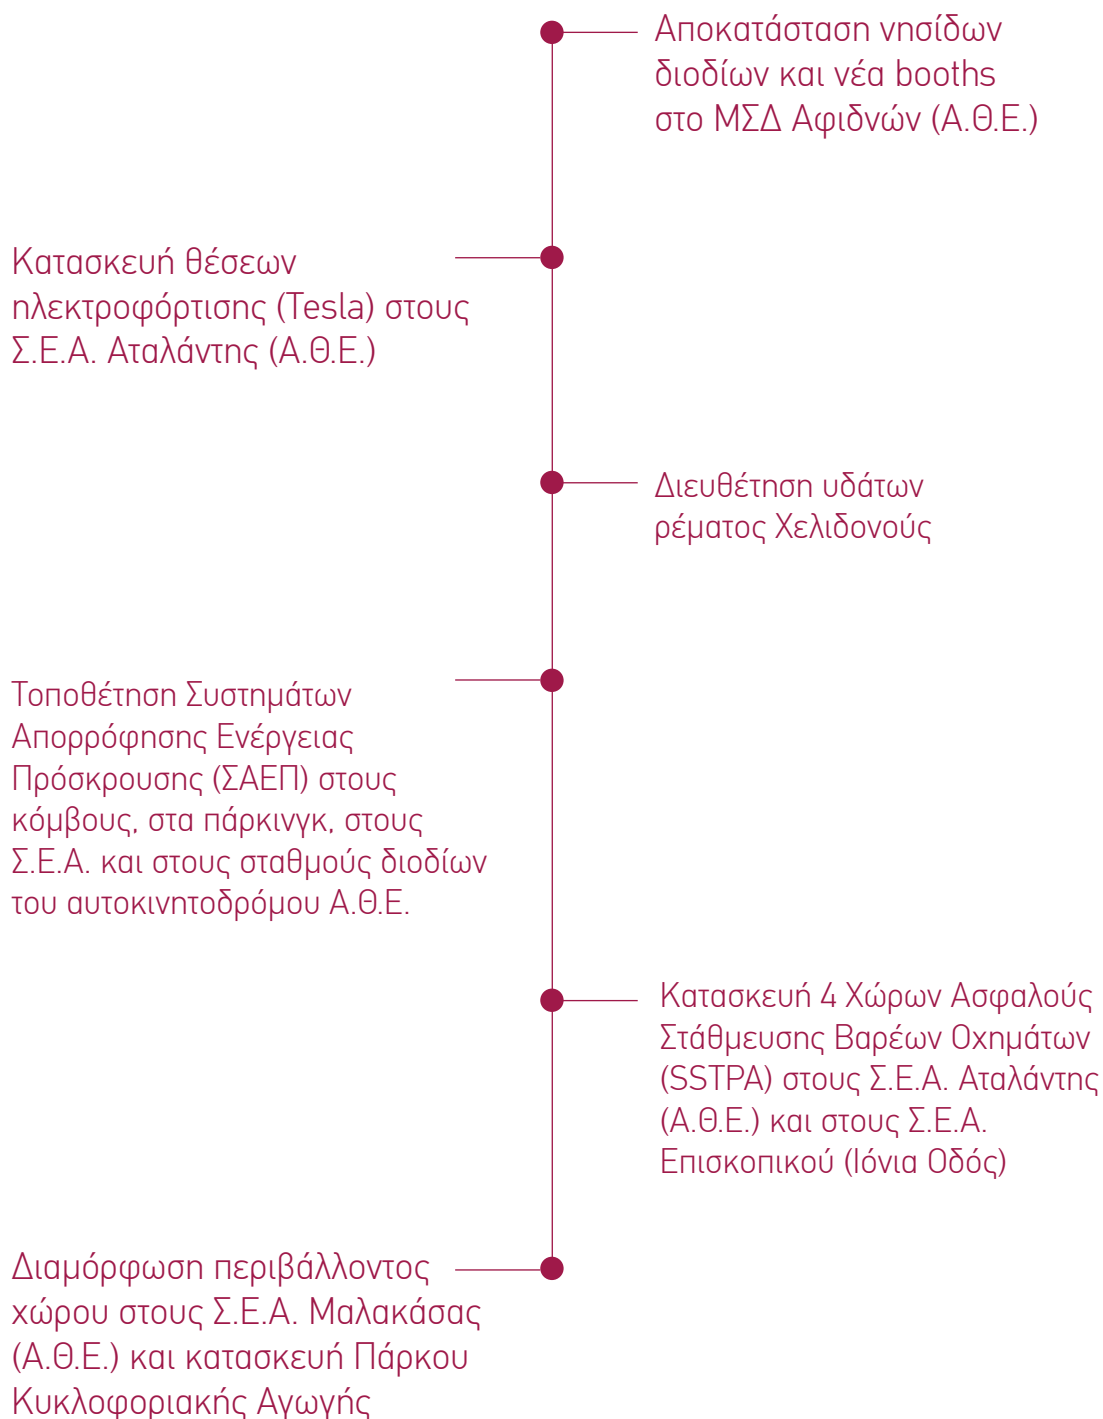 Αποκατάσταση νησίδων
διοδίων και νέα booths
στο ΜΣΔ Αφιδνών (Α.Θ.Ε.)
Κατασκευή θέσεων
ηλεκτροφόρτισης (Tesla) στους
Σ.Ε.Α. Αταλάντης (Α.Θ.Ε.)
Διευθέτηση υδάτων
ρέματος Χελιδονούς
Τοποθέτηση Συστημάτων
Απορρόφησης Ενέργειας
Πρόσκρουσης (ΣΑΕΠ) στους
κόμβους, στα πάρκινγκ, στους
Σ.Ε.Α. και στους σταθμούς διοδίων
του αυτοκινητοδρόμου Α.Θ.Ε.
Κατασκευή 4 Χώρων Ασφαλούς
Στάθμευσης Βαρέων Οχημάτων
(SSTPA) στους Σ.Ε.Α. Αταλάντης
(Α.Θ.Ε.) και στους Σ.Ε.Α.
Επισκοπικού (Ιόνια Οδός)
Διαμόρφωση περιβάλλοντος
χώρου στους Σ.Ε.Α. Μαλακάσας
(Α.Θ.Ε.) και κατασκευή Πάρκου
Κυκλοφοριακής Αγωγής